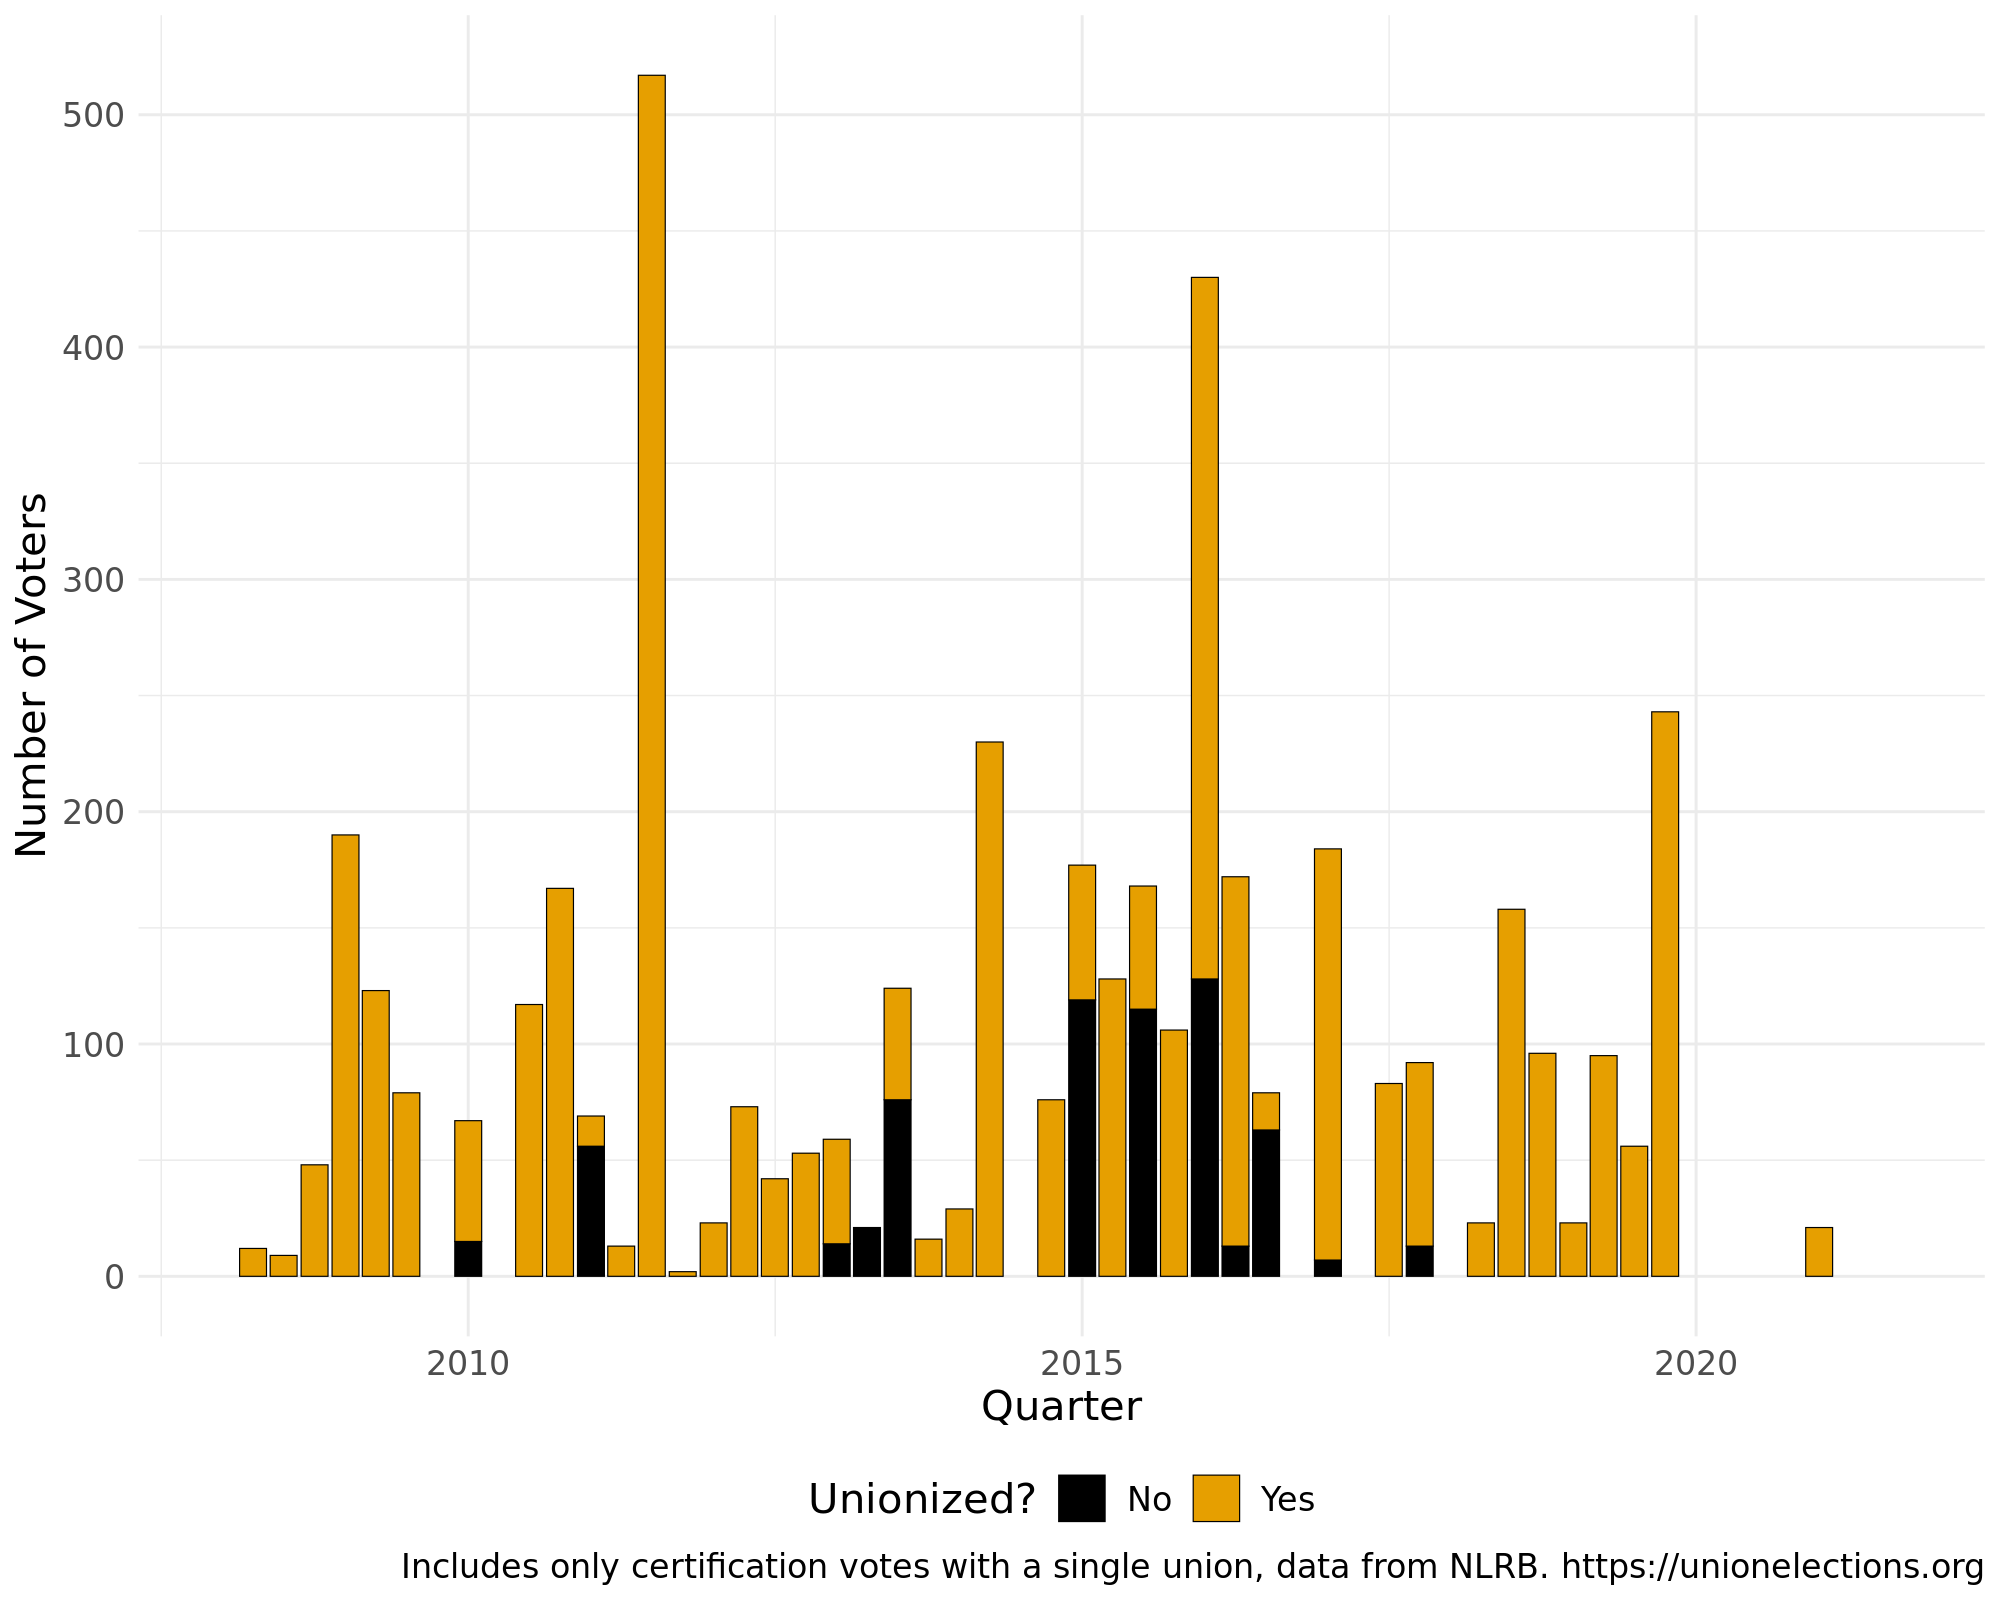 Number of Voters
500
400
300
200
100
0
2010 2015 2020
Quarter
Unionized? No Yes
Includes only certification votes with a single union, data from NLRB. https://unionelections.org